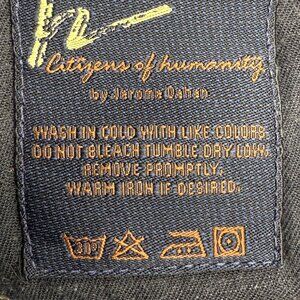 Citizens of humanity
by Jerome Dahan
WASH IN COLD WITH LIKE COLORS.
DO NOT BLEACH TUMBLE DRY LOW.
REMOVE PROMPTLY.
WARM IRON IF DESIRED.